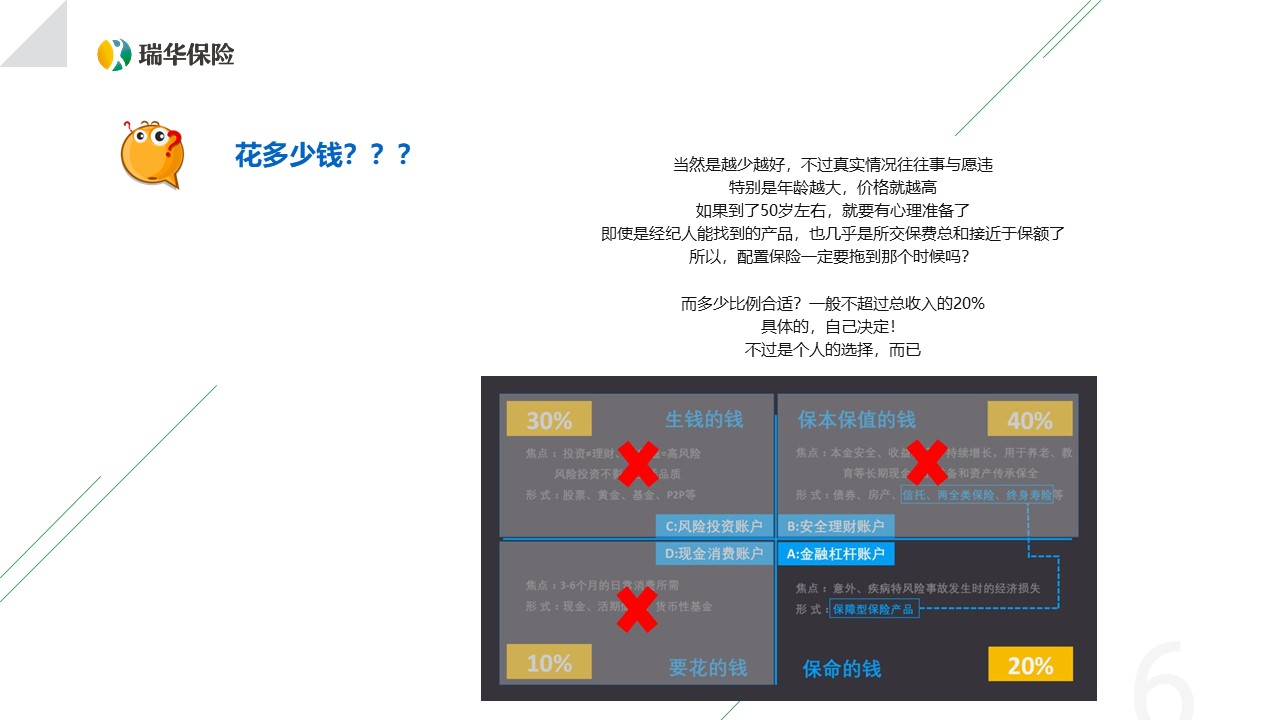 瑞华保险
花多少钱？？？
当然是越少越好，不过真实情况往往事与愿违
特别是年龄越大，价格就越高
如果到了50岁左右，就要有心理准备了
即使是经纪人能找到的产品，也几乎是所交保费总和接近于保额了
所以，配置保险一定要拖到那个时候吗？
而多少比例合适？一般不超过总收入的20%
具体的，自己决定！
不过是个人的选择，而已
30%
生钱的钱
焦点：投资≠理财、 =高风险
风险投资不 品质
形式：股票、黄金、基金、P2P等
C:风险投资账户
保本保值的钱
40%
焦点：本金安全、收益 持续增长，用于养老、教
育等长期现金 备和资产传承保全
形式：债券、房产、信托、两全类保险、终身寿险等
B:安全理财账户
D:现金消费账户
焦点：3-6个月的日常消费所需
形式：现金、活期 货币性基金
10%
要花的钱
A:金融杠杆账户
焦点：意外、疾病特风险事故发生时的经济损失
形式：保障型保险产品
保命的钱
20%
6